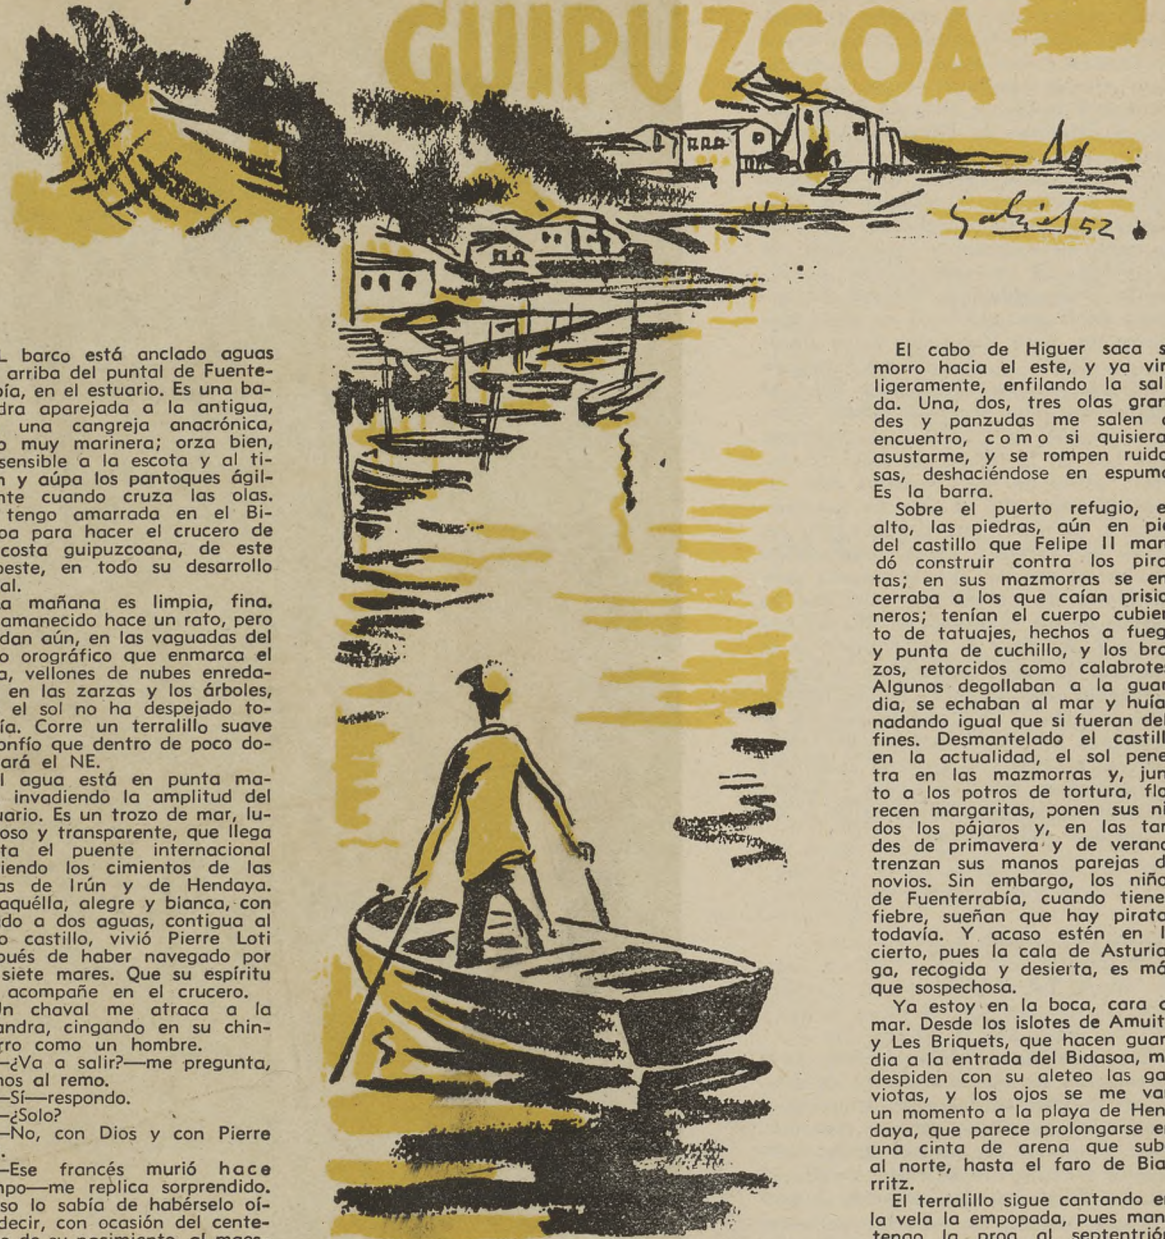 GUIPUZCOA
Gabriel 52
L barco está anclado aguas
arriba del puntal de Fuente-
bía, en el estuario. Es una ba-
dra aparejada a la antigua,
una cangreja anacrónica,
o muy marinera; orza bien,
sensible a la escota y al ti-
n y aúpa los pantoques ágil-
nte cuando cruza las olas.
tengo amarrada en el Bi-
oa para hacer el crucero de
costa guipuzcoana, de este
oeste, en todo su desarrollo
al.
a mañana es limpia, fina.
amanecido hace un rato, pero
dan aún, en las vaguadas del
o orográfico que enmarca el
a, vellones de nubes enreda-
en las zarzas y los árboles,
el sol no ha despejado to-
ía. Corre un terralillo suave
onfío que dentro de poco do-
ará el NE.
l agua está en punta ma-
invadiendo la amplitud del
uario. Es un trozo de mar, lu-
oso y transparente, que llega
ta el puente internacional
iendo los cimientos de las
as de Irún y de Hendaya.
aquélla, alegre y blanca, con
ido a dos aguas, contigua al
o castillo, vivió Pierre Loti
pués de haber navegado por
siete mares. Que su espíritu
acompañe en el crucero.
Un chaval me atraca a la
andra, cingando en su chin-
rro como un hombre.
—¿Va a salir?—me pregunta,
nos al remo.
—Sí—respondo.
—¿Solo?
—No, con Dios y con Pierre
.
—Ese francés murió hace
mpo—me replica sorprendido.
so lo sabía de habérselo oí-
decir, con ocasión del cente-
o de su nacimiento, al maes-
El cabo de Higuer saca s
morro hacia el este, y ya vir
ligeramente, enfilando la sali
da. Una, dos, tres olas gran
des y panzudas me salen a
encuentro, como si quisiera
asustarme, y se rompen ruido
sas, deshaciéndose en espuma
Es la barra.
Sobre el puerto refugio, e
alto, las piedras, aún en pie
del castillo que Felipe II man
dó construir contra los pira
tas; en sus mazmorras se en
cerraba a los que caían prisio
neros; tenían el cuerpo cubier
to de tatuajes, hechos a fueg
y punta de cuchillo, y los bra
zos, retorcidos como calabrotes
Algunos degollaban a la guar
dia, se echaban al mar y huía
nadando igual que si fueran del
fines. Desmantelado el castill
en la actualidad, el sol pene
tra en las mazmorras y, jun
to a los potros de tortura, flo
recen margaritas, ponen sus ni
dos los pájaros y, en las tar
des de primavera y de verano
trenzan sus manos parejas d
novios. Sin embargo, los niño
de Fuenterrabía, cuando tiene
fiebre, sueñan que hay pirata
todavía. Y acaso estén en l
cierto, pues la cala de Asturia
ga, recogida y desierta, es má
que sospechosa.
Ya estoy en la boca, cara a
mar. Desde los islotes de Amuit
y Les Briquets, que hacen guar
dia a la entrada del Bidasoa, m
despiden con su aleteo las ga
viotas, y los ojos se me va
un momento a la playa de Hen
daya, que parece prolongarse e
una cinta de arena que sub
al norte, hasta el faro de Bia
rritz.
El terralillo sigue cantando e
la vela la empopada, pues man
tengo la proa al septentrión